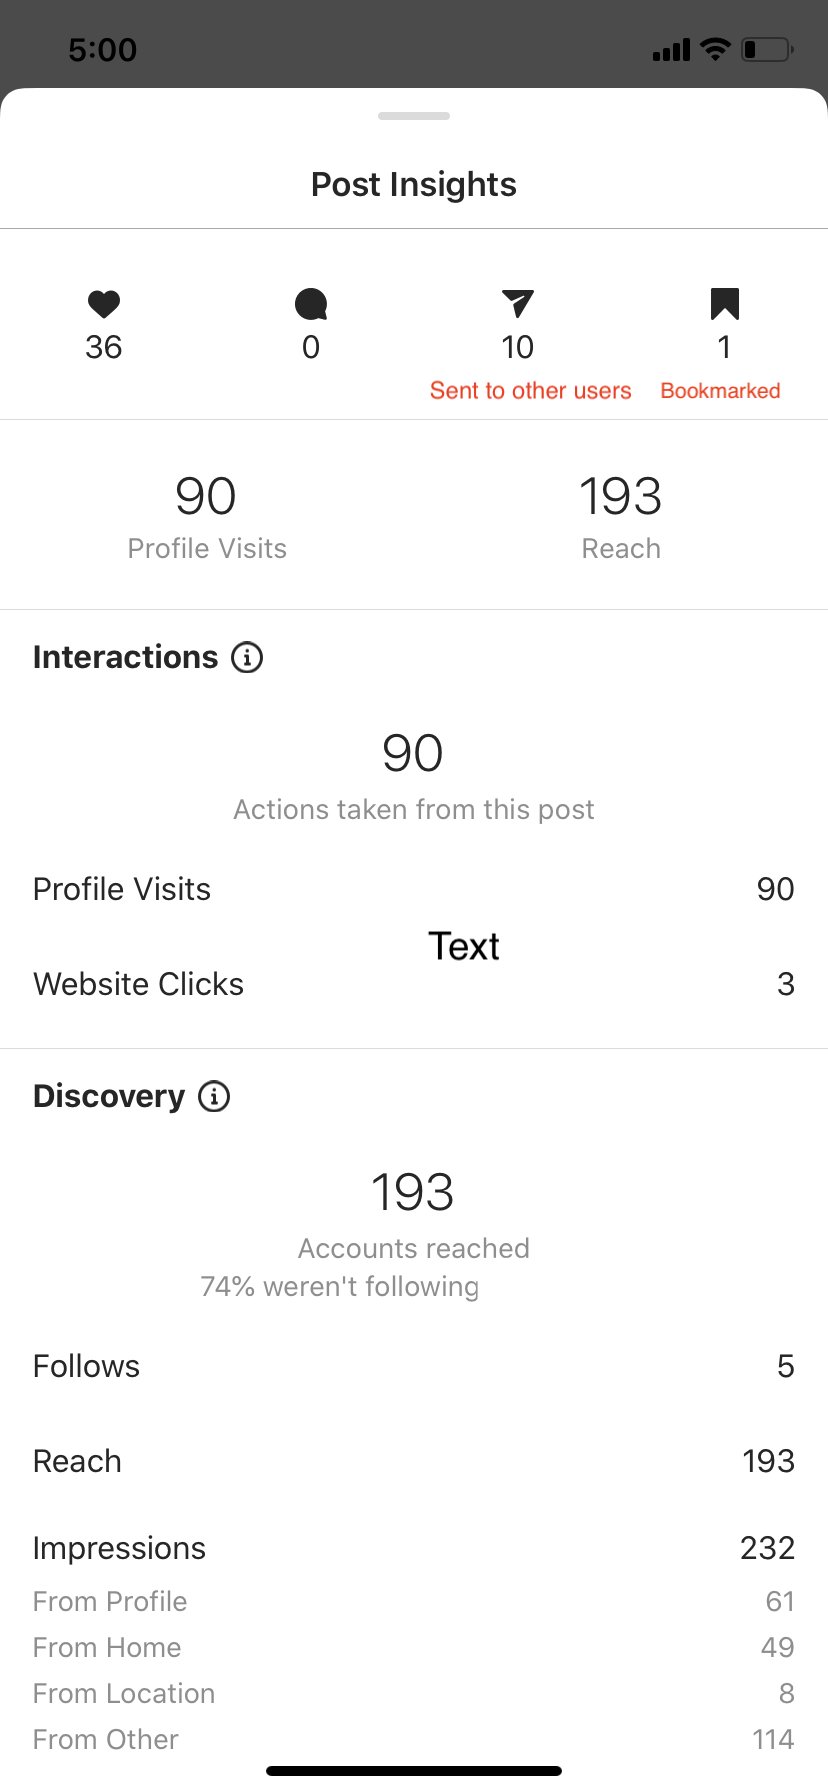 5:00
Post Insights
36 0 10 1
Sent to other users Bookmarked
90 193
Profile Visits Reach
Interactions
90
Actions taken from this post
Profile Visits 90
Text
Website Clicks 3
Discovery
193
Accounts reached
74% weren't following
Follows 5
Reach 193
Impressions 232
From Profile 61
From Home 49
From Location 8
From Other 114